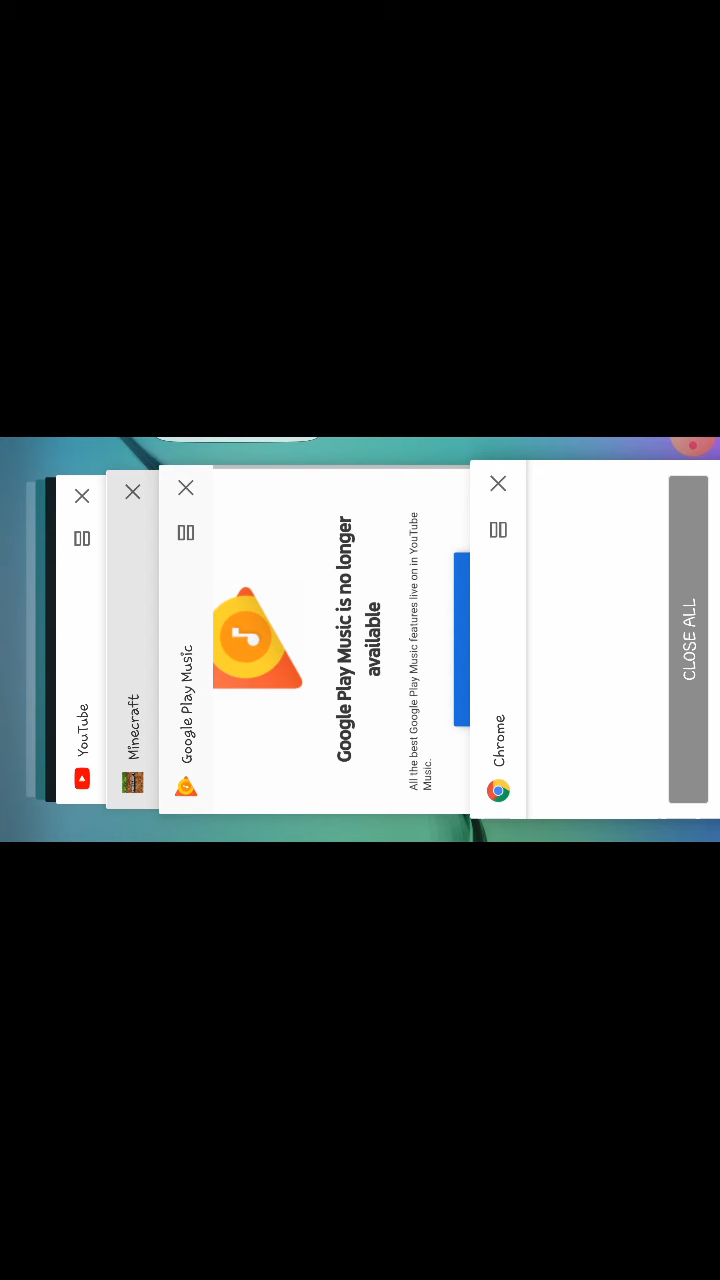 YouTube
Minecraft
Google Play Music
Google Play Music is no longer
available
All the best Google Play Music features live on in YouTube
Music.
Chrome
CLOSE ALL